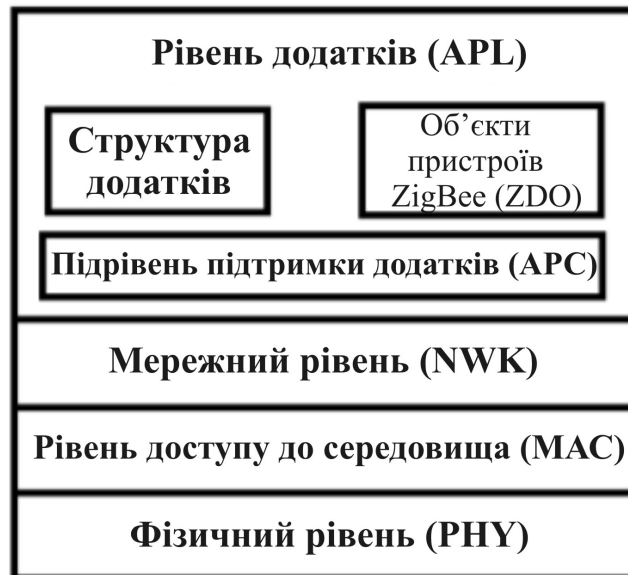 Рівень додатків (APL)
Структура
додатків
Об’єкти
пристроїв
ZigBee (ZDO)
Підрівень підтримки додатків (APC)
Мережний рівень (NWK)
Рівень доступу до середовища (MAC)
Фізичний рівень (PHY)